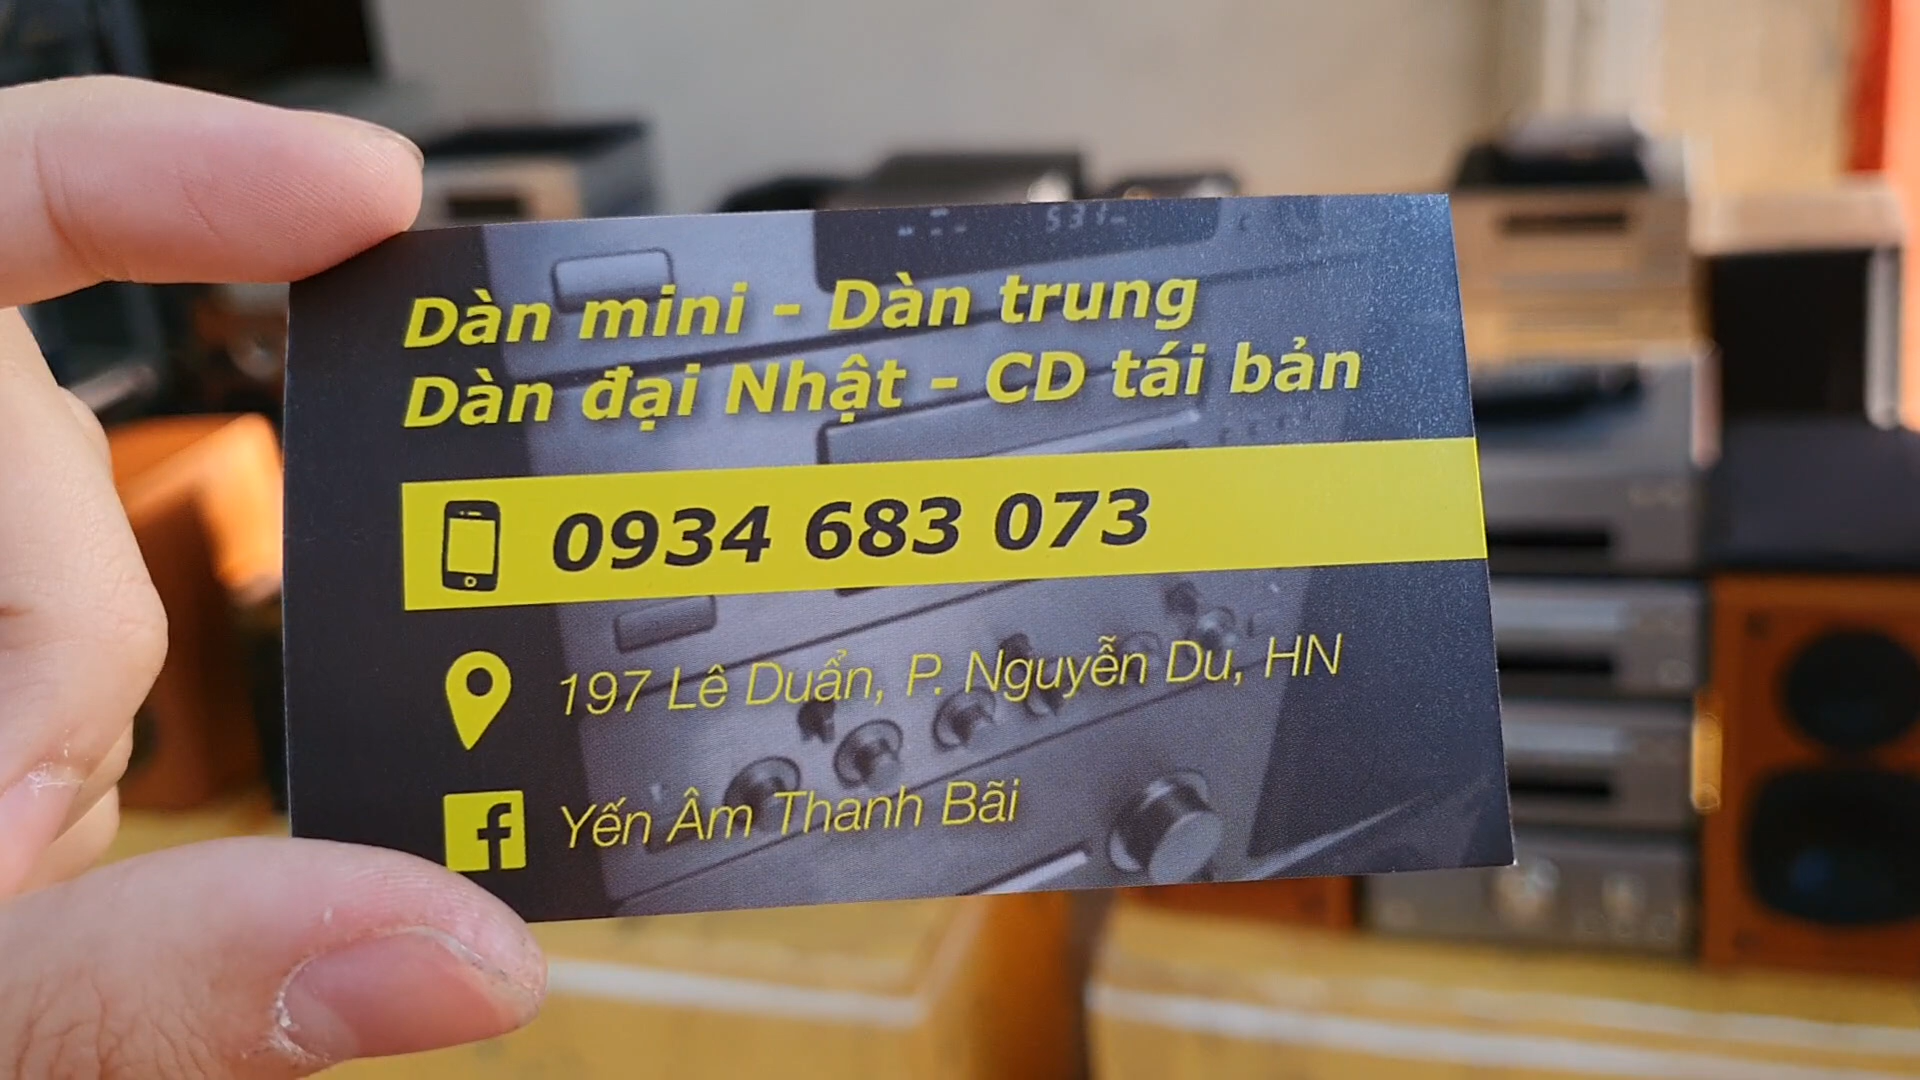 Dàn mini - Dàn trung
Dàn đại Nhật - CD tái bản
0934 683 073
197 Lê Duẩn, P. Nguyễn Du, HN
Yến Âm Thanh Bãi